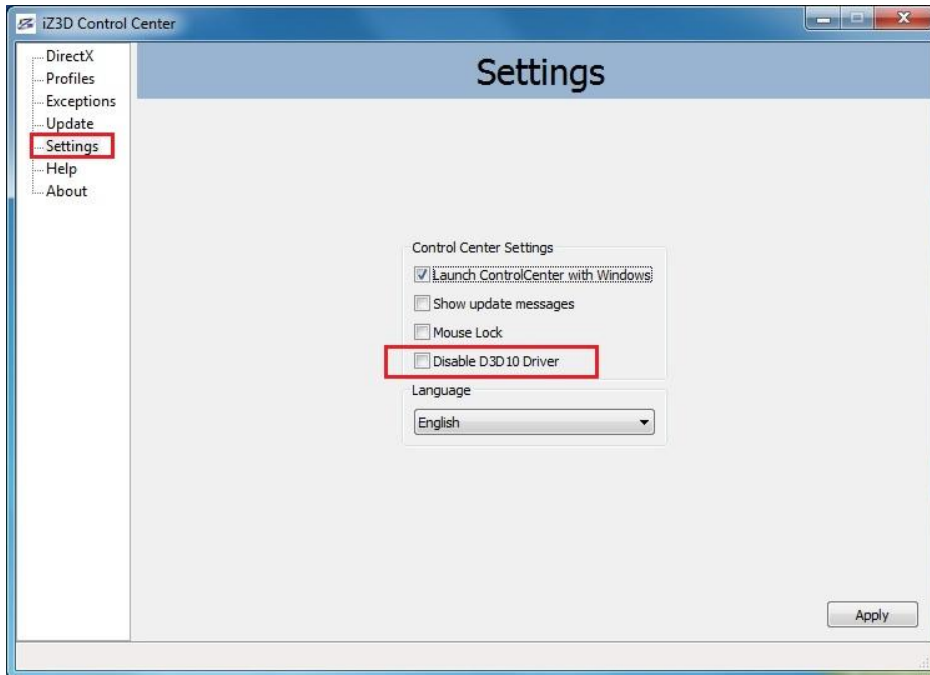 iZ3D Control Center
DirectX
Profiles
Exceptions
Update
Settings
Help
About
Settings
Control Center Settings
Launch ControlCenter with Windows
Show update messages
Mouse Lock
Disable D3D10 Driver
Language
English
Apply